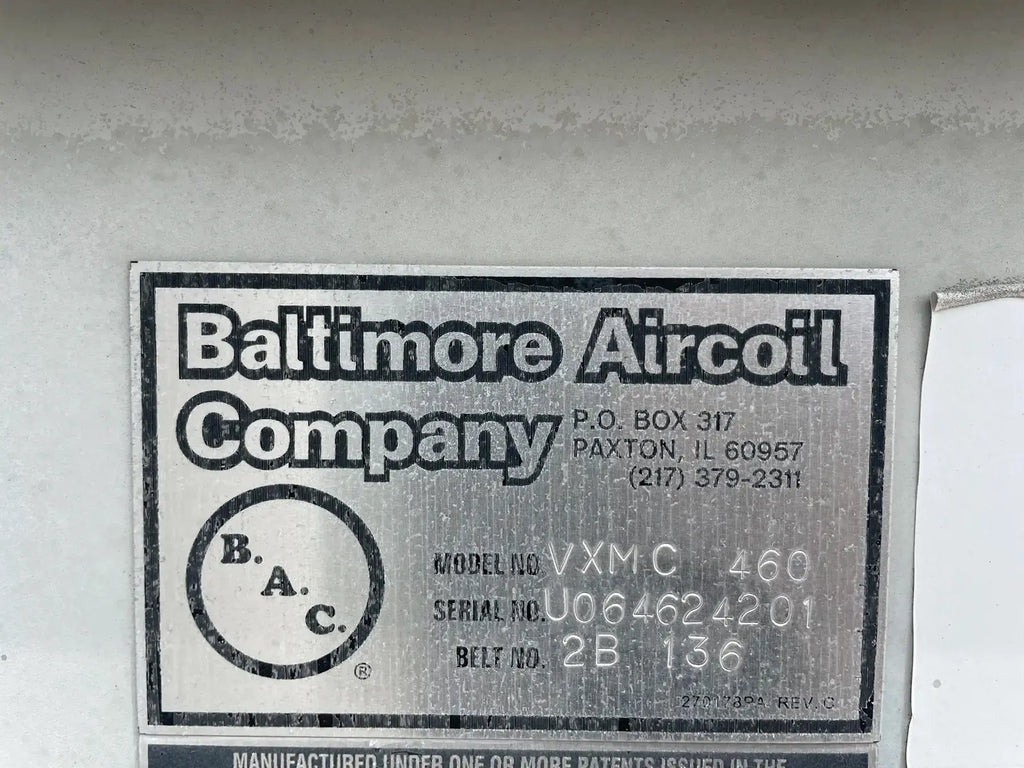 Baltimore Aircoil
Company
P.O. BOX 317
PAXTON, IL 60957
(217) 379-2311
B.
A.
C.
®
MODEL NO. VXMC 460
SERIAL NO. U064624201
BELT NO. 2B 136
270178PA REV. C
MANUFACTURED UNDER ONE OR MORE PATENTS ISSUED IN THE